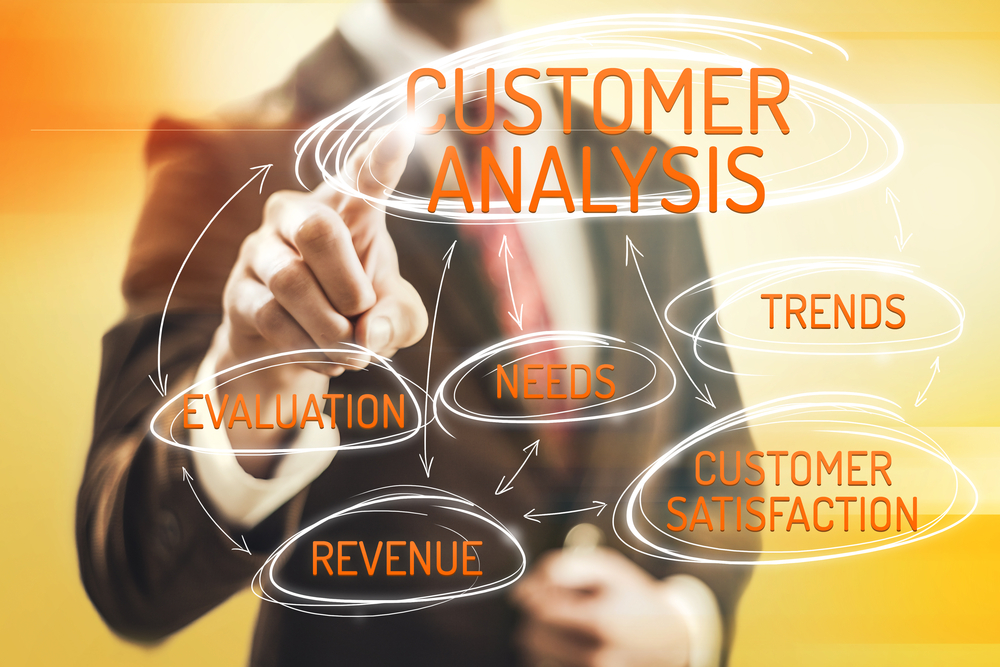 CUSTOMER
ANALYSIS
TRENDS
NEEDS
EVALUATION
CUSTOMER
SATISFACTION
REVENUE